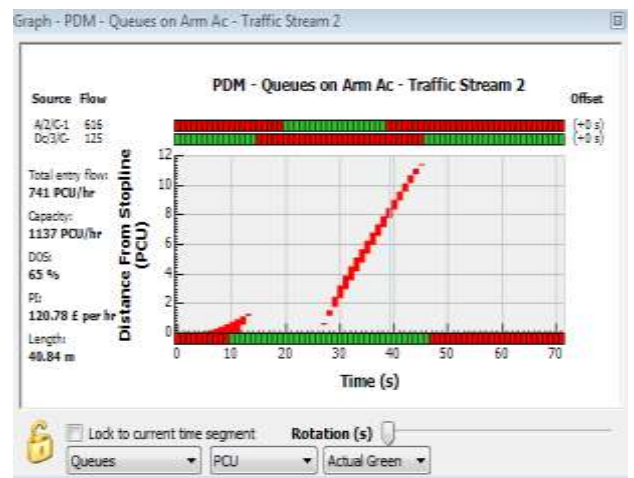 Graph - PDM - Queues on Arm Ac - Traffic Stream 2
PDM - Queues on Arm Ac - Traffic Stream 2
Source Flow
Offset
A/2/C-1 616
(+0 s)
Dc/3/C- 125
(+0 s)
Total entry flow:
741 PCU/hr
Capacity:
1137 PCU/hr
DOS:
65 %
PI:
120.78 £ per hr
Length:
40.84 m
Distance From Stopline
(PCU)
12
10
8
6
4
2
0
0 10 20 30 40 50 60 70
Time (s)
Lock to current time segment Rotation (s)
Queues PCU Actual Green